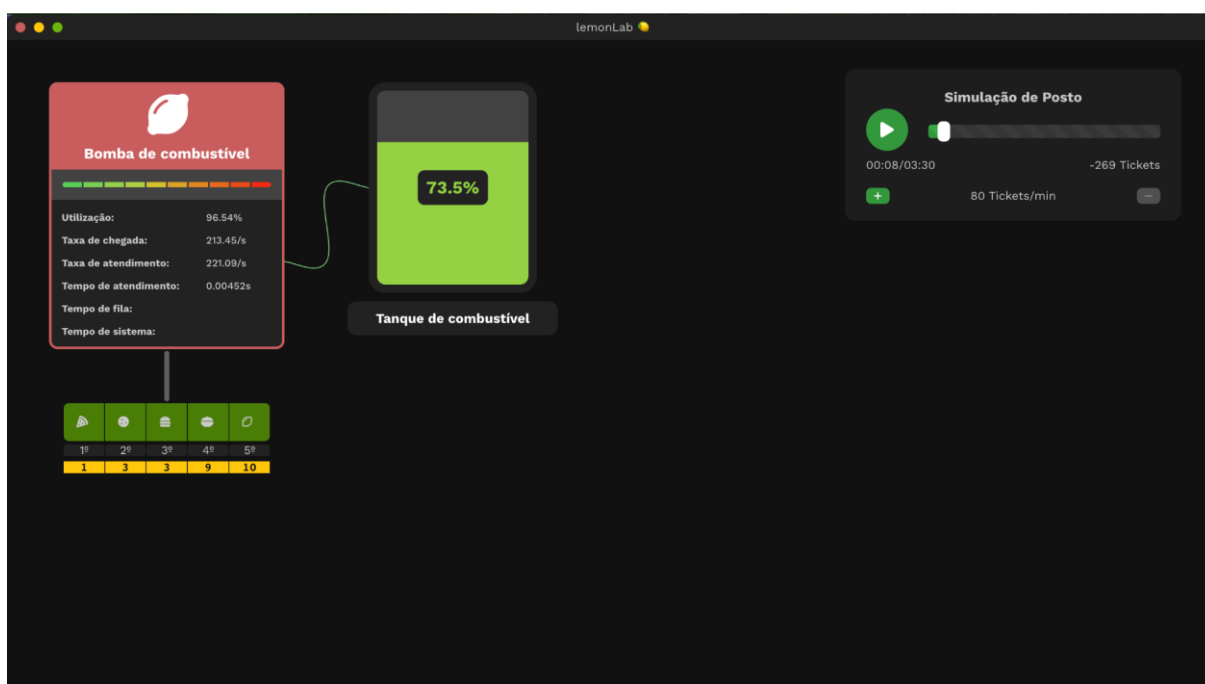 lemonLab
Bomba de combustível
Utilização: 96.54%
Taxa de chegada: 213.45/s
Taxa de atendimento: 221.09/s
Tempo de atendimento: 0.00452s
Tempo de fila:
Tempo de sistema:
1º 2º 3º 4º 5º
1 3 3 9 10
73.5%
Tanque de combustível
Simulação de Posto
00:08/03:30 -269 Tickets
+ 80 Tickets/min −